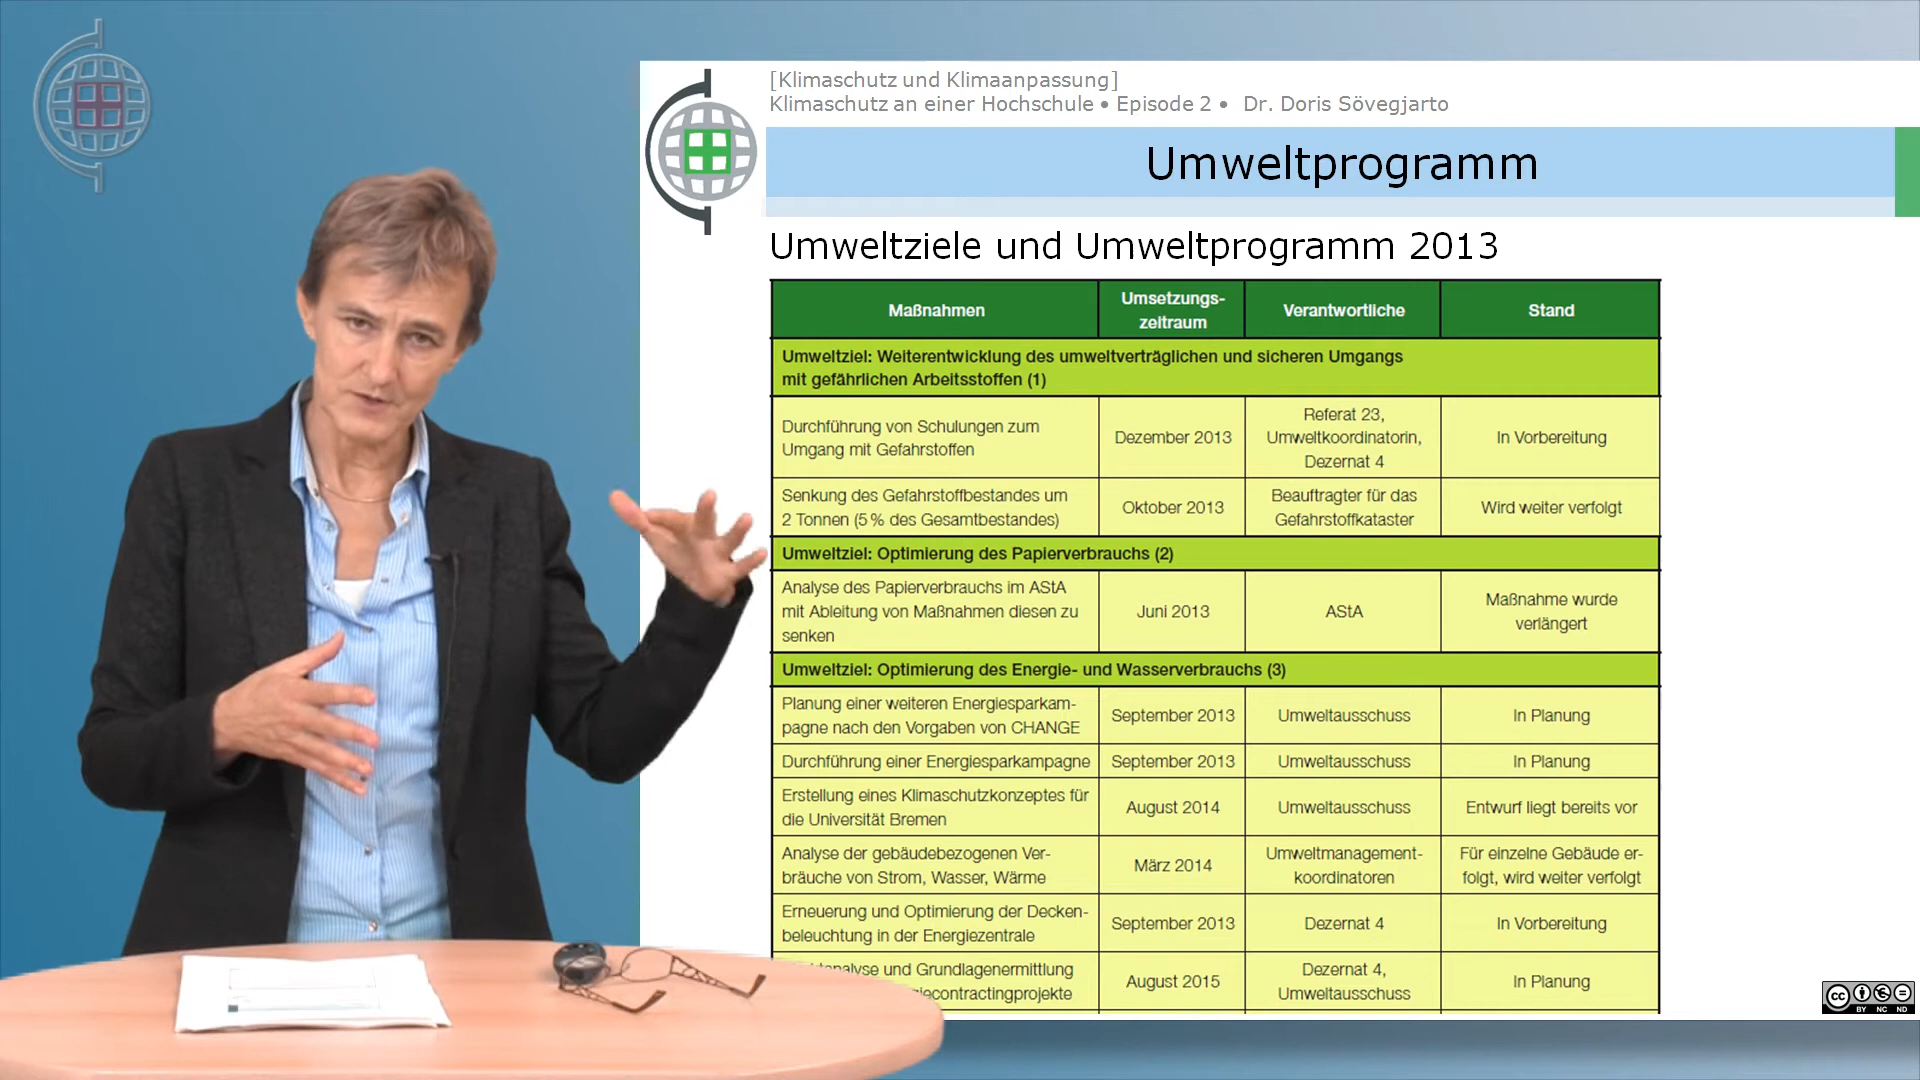 [Klimaschutz und Klimaanpassung]
Klimaschutz an einer Hochschule • Episode 2 • Dr. Doris Sövegjarto
Umweltprogramm
Umweltziele und Umweltprogramm 2013
Maßnahmen
Umsetzungs-
zeitraum
Verantwortliche
Stand
Umweltziel: Weiterentwicklung des umweltverträglichen und sicheren Umgangs
mit gefährlichen Arbeitsstoffen (1)
Durchführung von Schulungen zum
Umgang mit Gefahrstoffen
Dezember 2013
Referat 23,
Umweltkoordinatorin,
Dezernat 4
In Vorbereitung
Senkung des Gefahrstoffbestandes um
2 Tonnen (5 % des Gesamtbestandes)
Oktober 2013
Beauftragter für das
Gefahrstoffkataster
Wird weiter verfolgt
Umweltziel: Optimierung des Papierverbrauchs (2)
Analyse des Papierverbrauchs im AStA
mit Ableitung von Maßnahmen diesen zu
senken
Juni 2013
AStA
Maßnahme wurde
verlängert
Umweltziel: Optimierung des Energie- und Wasserverbrauchs (3)
Planung einer weiteren Energiesparkam-
pagne nach den Vorgaben von CHANGE
September 2013
Umweltausschuss
In Planung
Durchführung einer Energiesparkampagne
September 2013
Umweltausschuss
In Planung
Erstellung eines Klimaschutzkonzeptes für
die Universität Bremen
August 2014
Umweltausschuss
Entwurf liegt bereits vor
Analyse der gebäudebezogenen Ver-
bräuche von Strom, Wasser, Wärme
März 2014
Umweltmanagement-
koordinatoren
Für einzelne Gebäude er-
folgt, wird weiter verfolgt
Erneuerung und Optimierung der Decken-
beleuchtung in der Energiezentrale
September 2013
Dezernat 4
In Vorbereitung
und Grundlagenermittlung
August 2015
Dezernat 4,
Umweltausschuss
In Planung
cc
BY NC ND